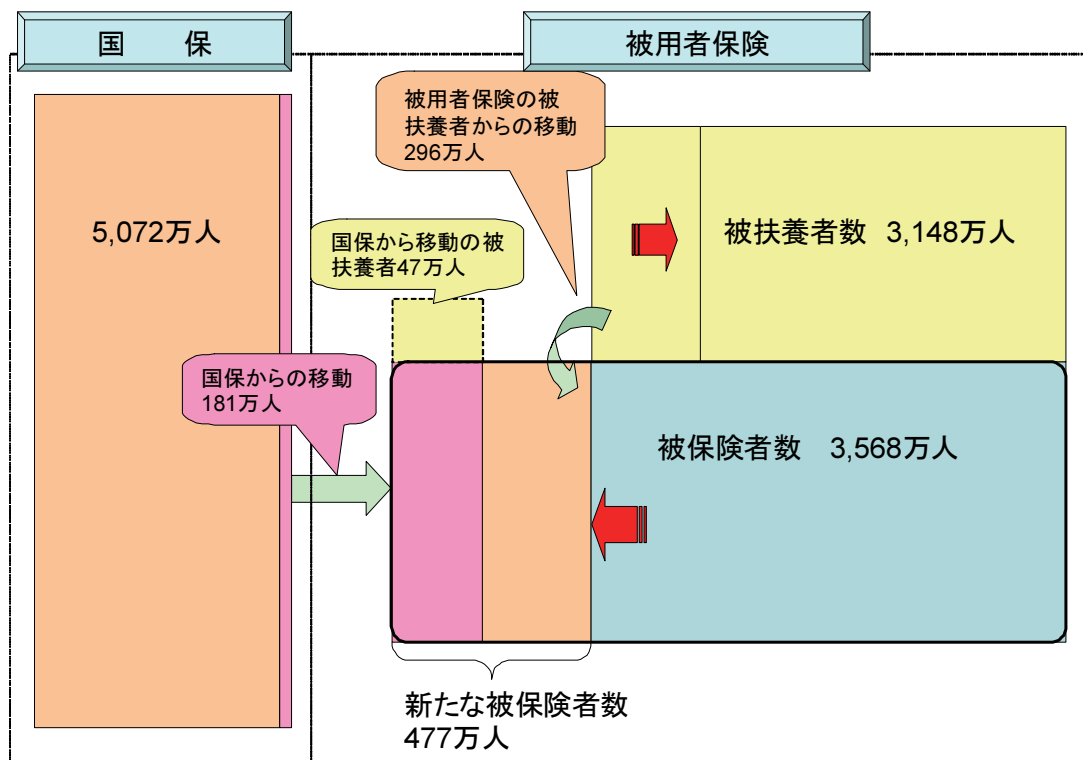 国　保
被用者保険
5,072万人
被用者保険の被
扶養者からの移動
296万人
国保から移動の被
扶養者47万人
被扶養者数 3,148万人
国保からの移動
181万人
被保険者数 3,568万人
新たな被保険者数
477万人